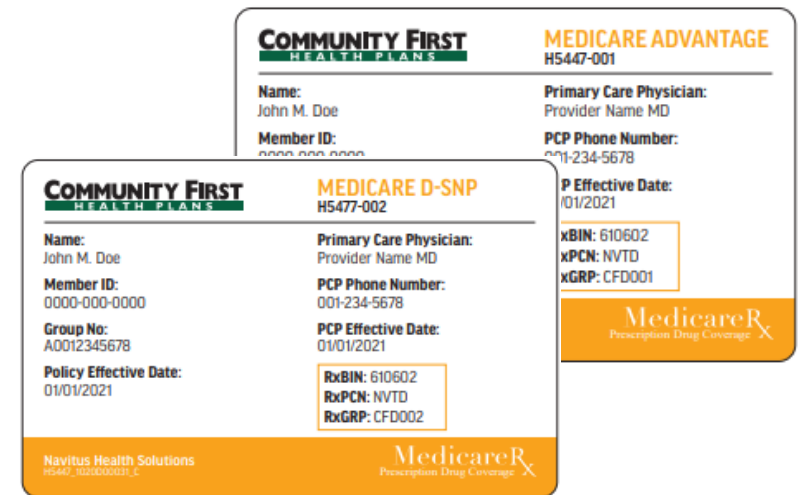 COMMUNITY FIRST
HEALTH PLANS
MEDICARE ADVANTAGE
H5447-001
Name:
John M. Doe
Member ID:
0000-000-0000
Primary Care Physician:
Provider Name MD
PCP Phone Number:
001-234-5678
P Effective Date:
/01/2021
xBIN: 610602
xPCN: NVTD
xGRP: CFD001
MedicareRx
Prescription Drug Coverage
COMMUNITY FIRST
HEALTH PLANS
MEDICARE D-SNP
H5477-002
Name:
John M. Doe
Member ID:
0000-000-0000
Group No:
A0012345678
Policy Effective Date:
01/01/2021
Primary Care Physician:
Provider Name MD
PCP Phone Number:
001-234-5678
PCP Effective Date:
01/01/2021
RxBIN: 610602
RxPCN: NVTD
RxGRP: CFD002
Navitus Health Solutions
H5447_1020D00031_C
MedicareRx
Prescription Drug Coverage